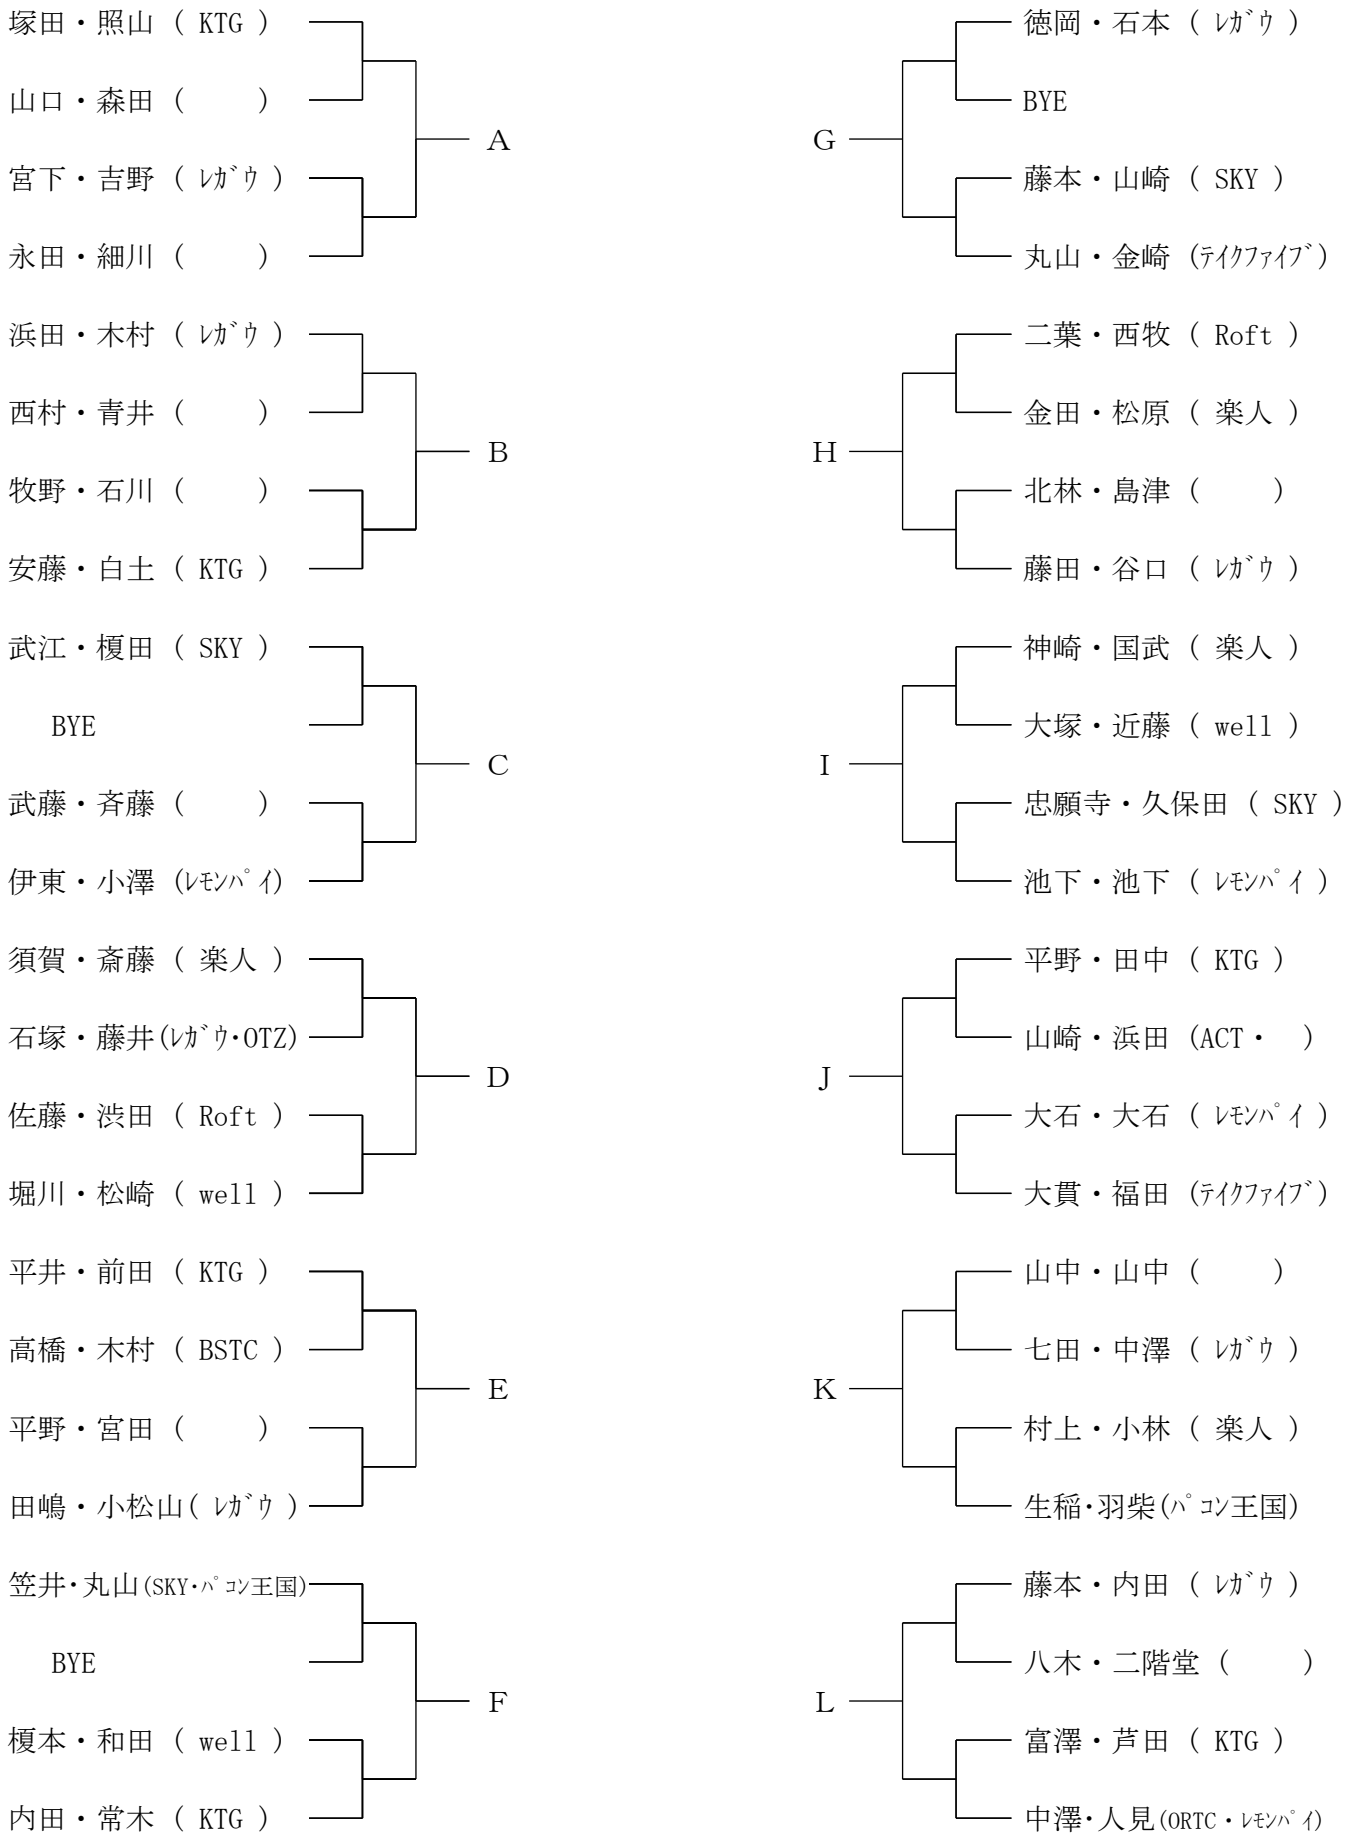 塚田・照山 ( KTG )
山口・森田 (     )
A
宮下・吉野 ( ﾚｶﾞｳ )
永田・細川 (     )
浜田・木村 ( ﾚｶﾞｳ )
西村・青井 (     )
B
牧野・石川 (     )
安藤・白土 ( KTG )
武江・榎田 ( SKY )
BYE
C
武藤・斉藤 (     )
伊東・小澤 (ﾚﾓﾝﾊﾟｲ)
須賀・斎藤 ( 楽人 )
石塚・藤井(ﾚｶﾞｳ・OTZ)
D
佐藤・渋田 ( Roft )
堀川・松崎 ( well )
平井・前田 ( KTG )
高橋・木村 ( BSTC )
E
平野・宮田 (     )
田嶋・小松山( ﾚｶﾞｳ )
笠井・丸山(SKY・ﾊﾟｺﾝ王国)
BYE
F
榎本・和田 ( well )
内田・常木 ( KTG )
徳岡・石本 ( ﾚｶﾞｳ )
BYE
G
藤本・山崎 ( SKY )
丸山・金崎 (ﾃｲｸﾌｧｲﾌﾞ)
二葉・西牧 ( Roft )
金田・松原 ( 楽人 )
H
北林・島津 (     )
藤田・谷口 ( ﾚｶﾞｳ )
神崎・国武 ( 楽人 )
大塚・近藤 ( well )
I
忠願寺・久保田 ( SKY )
池下・池下 ( ﾚﾓﾝﾊﾟｲ )
平野・田中 ( KTG )
山崎・浜田 (ACT・  )
J
大石・大石 ( ﾚﾓﾝﾊﾟｲ )
大貫・福田 (ﾃｲｸﾌｧｲﾌﾞ)
山中・山中 (     )
七田・中澤 ( ﾚｶﾞｳ )
K
村上・小林 ( 楽人 )
生稲・羽柴(ﾊﾟｺﾝ王国)
藤本・内田 ( ﾚｶﾞｳ )
八木・二階堂 (     )
L
富澤・芦田 ( KTG )
中澤・人見(ORTC・ﾚﾓﾝﾊﾟｲ)